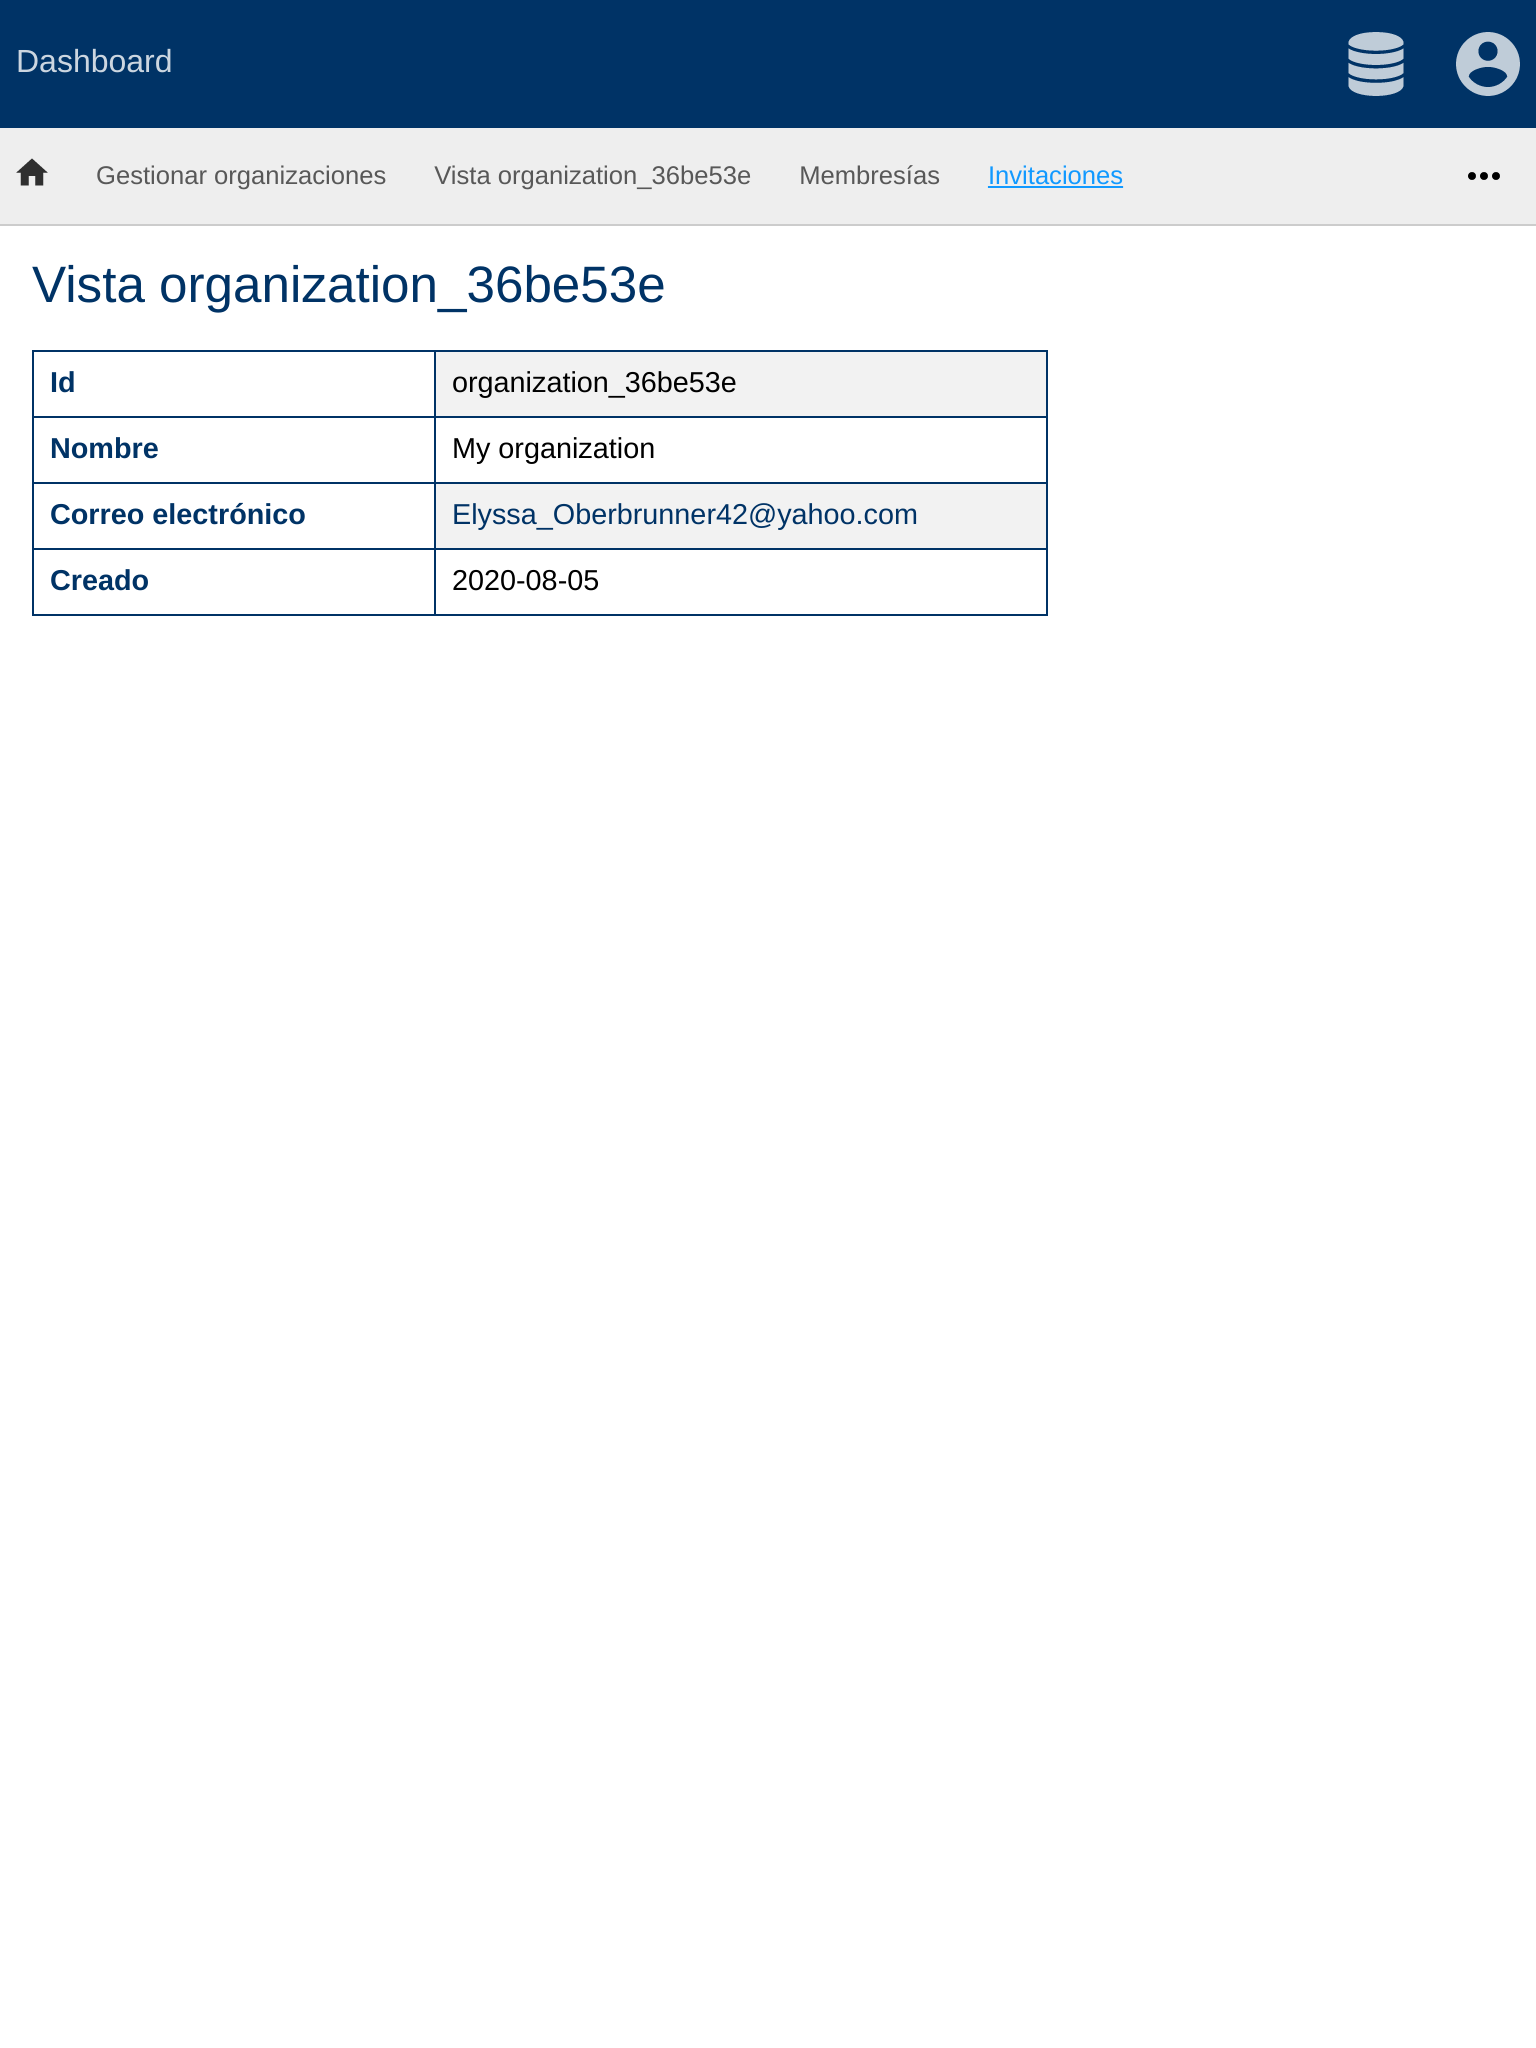 Dashboard
Gestionar organizaciones Vista organization_36be53e Membresías Invitaciones
Vista organization_36be53e
Id organization_36be53e
Nombre My organization
Correo electrónico Elyssa_Oberbrunner42@yahoo.com
Creado 2020-08-05